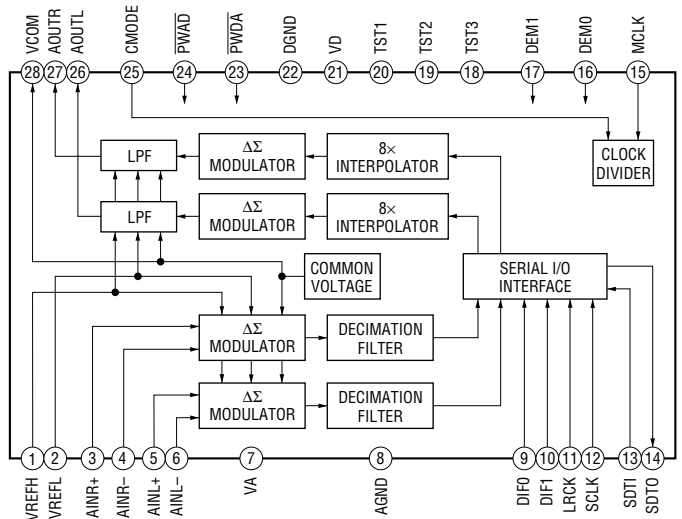 VCOM
AOUTR
AOUTL
CMODE
PWAD
PWDA
DGND
VD
TST1
TST2
TST3
DEM1
DEM0
MCLK
28
27
26
25
24
23
22
21
20
19
18
17
16
15
LPF
ΔΣ
MODULATOR
8×
INTERPOLATOR
CLOCK
DIVIDER
LPF
ΔΣ
MODULATOR
8×
INTERPOLATOR
COMMON
VOLTAGE
SERIAL I/O
INTERFACE
ΔΣ
MODULATOR
DECIMATION
FILTER
ΔΣ
MODULATOR
DECIMATION
FILTER
1
2
3
4
5
6
7
8
9
10
11
12
13
14
VREFH
VREFL
AINR+
AINR−
AINL+
AINL−
VA
AGND
DIF0
DIF1
LRCK
SCLK
SDTI
SDTO